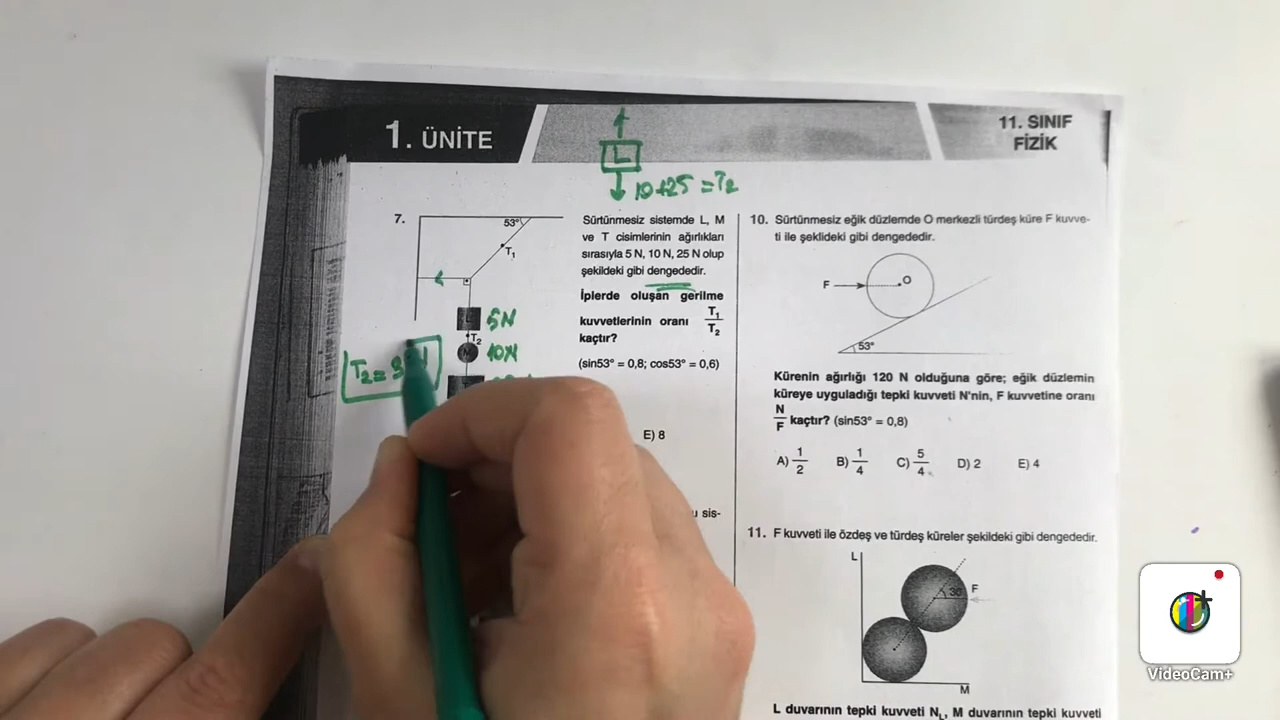 1. ÜNİTE
11. SINIF
FİZİK
L
10+25=T2
7.
53°
T1
5N
T2
10N
T2=
Sürtünmesiz sistemde L, M
ve T cisimlerinin ağırlıkları
sırasıyla 5 N, 10 N, 25 N olup
şekildeki gibi dengededir.
İplerde oluşan gerilme
kuvvetlerinin oranı T1/T2
kaçtır?
(sin53° = 0,8; cos53° = 0,6)
E) 8
sis-
10. Sürtünmesiz eğik düzlemde O merkezli türdeş küre F kuvve-
ti ile şeklideki gibi dengededir.
F
O
53°
Kürenin ağırlığı 120 N olduğuna göre; eğik düzlemin
küreye uyguladığı tepki kuvveti N'nin, F kuvvetine oranı
N/F kaçtır? (sin53° = 0,8)
A) 1/2 B) 1/4 C) 5/4 D) 2 E) 4
11. F kuvveti ile özdeş ve türdeş küreler şekildeki gibi dengededir.
L
30
F
M
L duvarının tepki kuvveti NL, M duvarının tepki kuvveti
VideoCam+